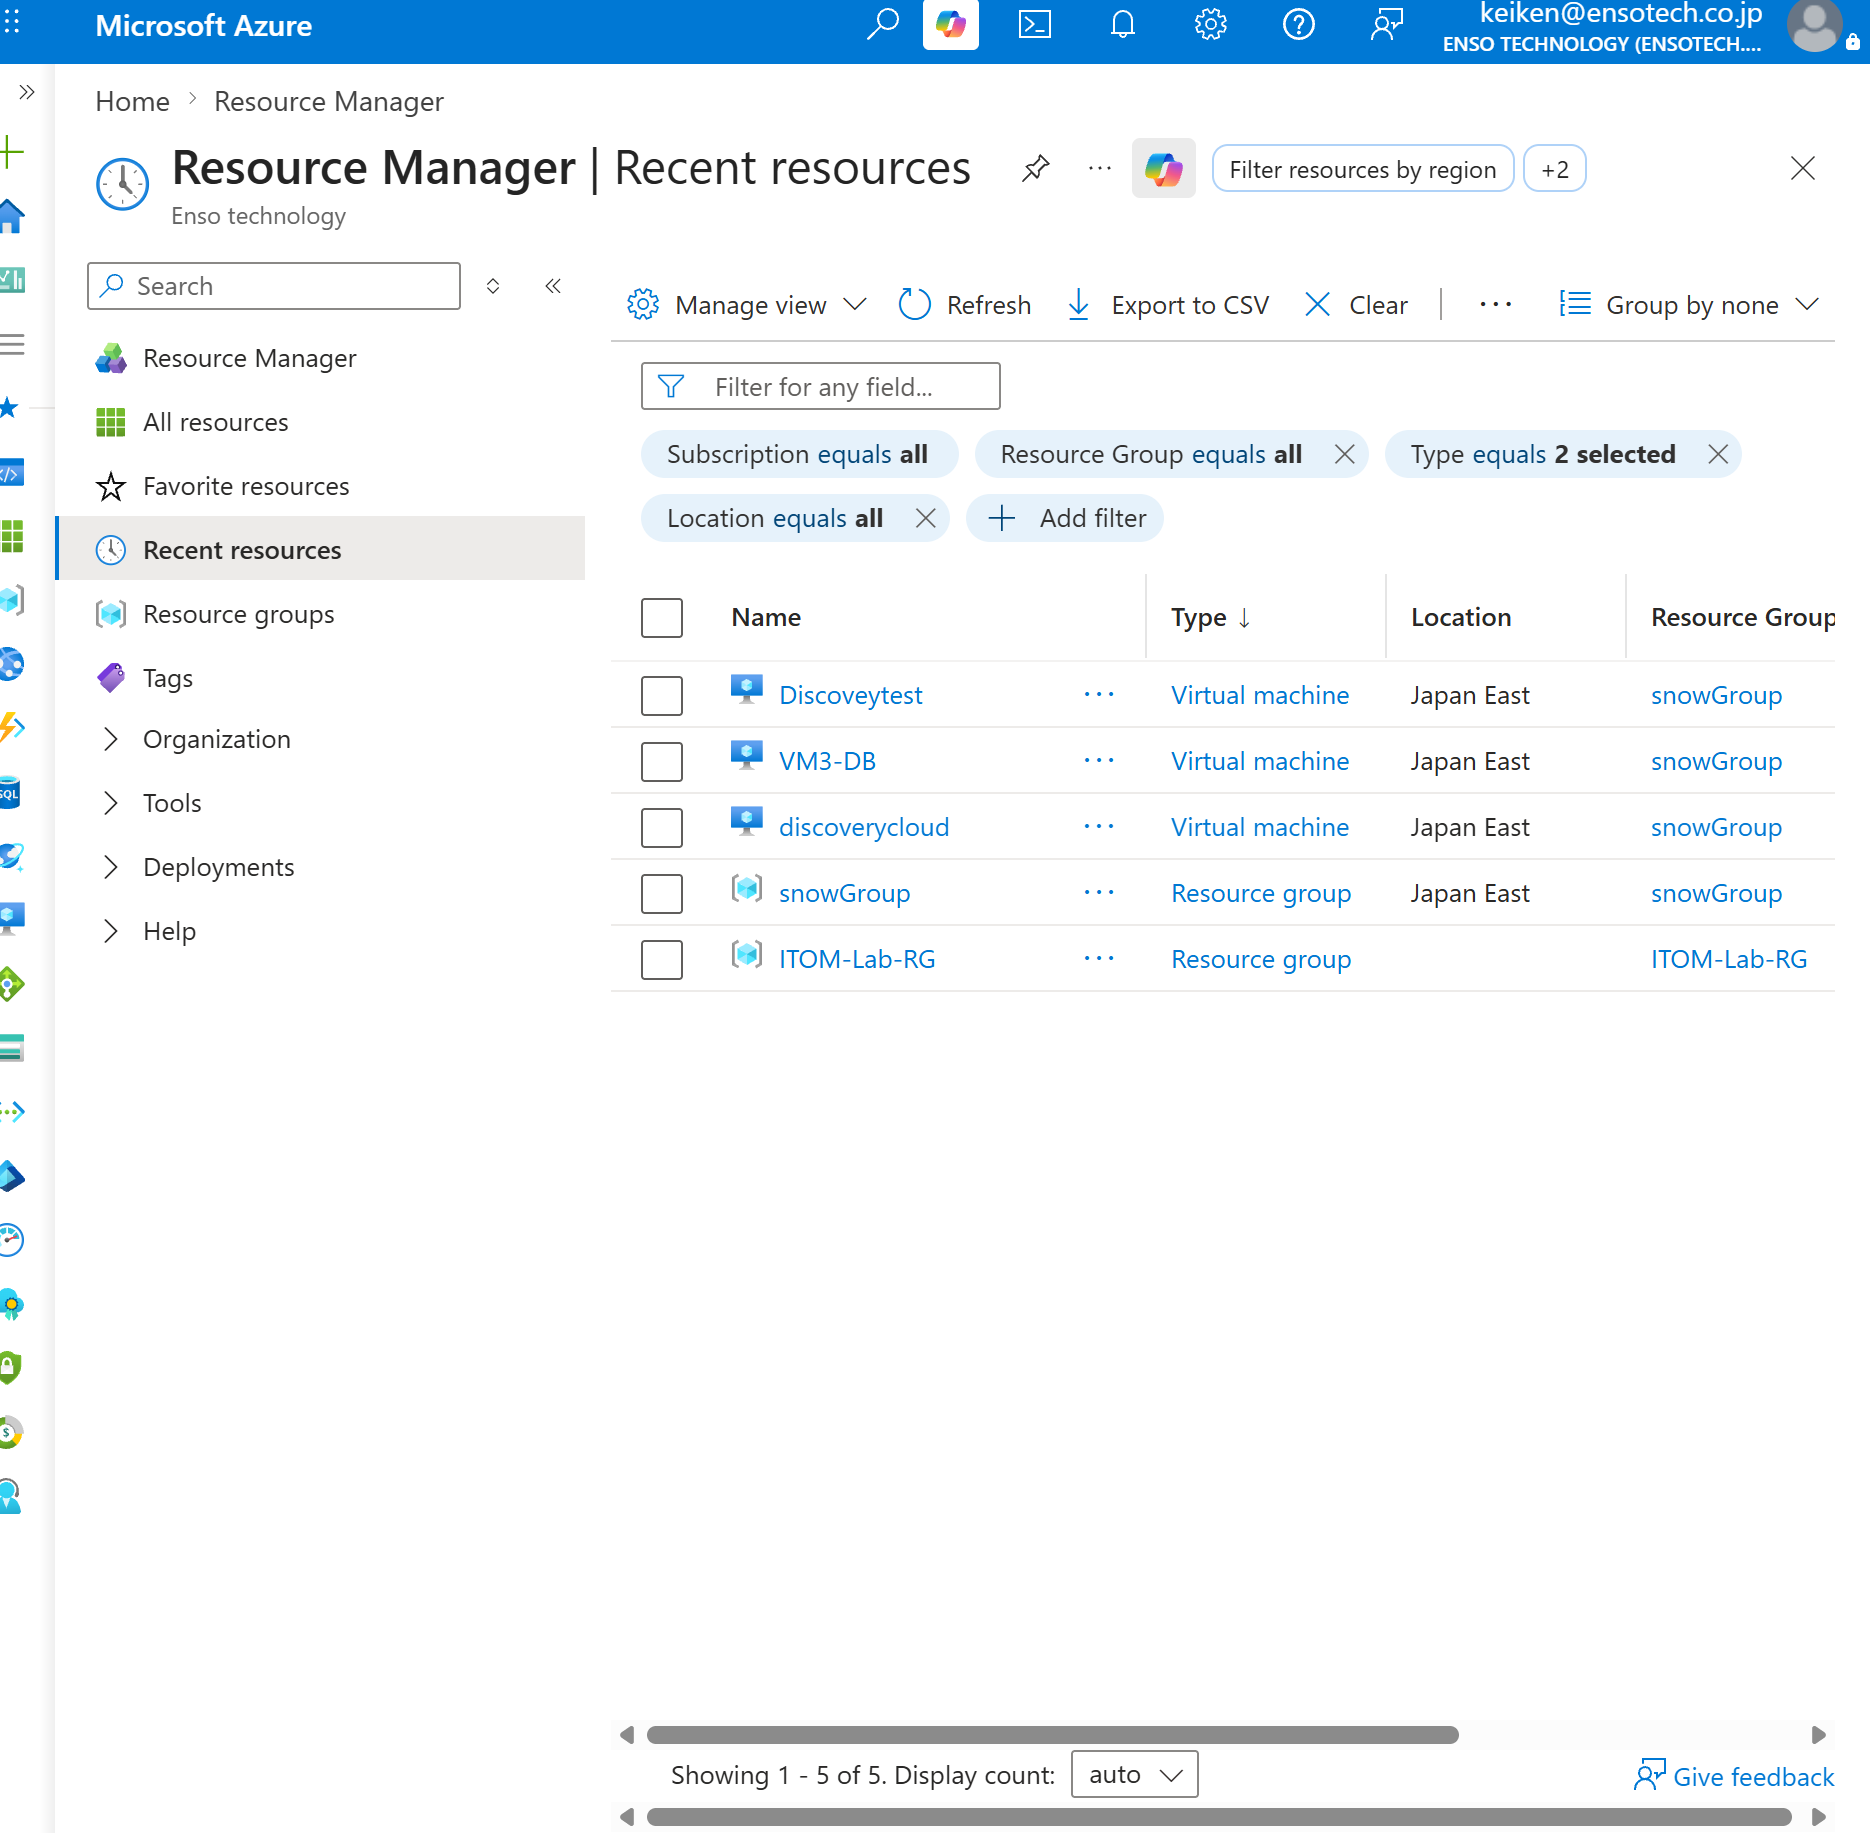 Microsoft Azure
keiken@ensotech.co.jp
ENSO TECHNOLOGY (ENSOTECH....
Home > Resource Manager
Resource Manager | Recent resources
Enso technology
Filter resources by region
+2
Search
Manage view
Refresh
Export to CSV
Clear
Group by none
Resource Manager
All resources
Favorite resources
Recent resources
Resource groups
Tags
Organization
Tools
Deployments
Help
Filter for any field...
Subscription equals all
Resource Group equals all
Type equals 2 selected
Location equals all
Add filter
Name Type ↓ Location Resource Group
Discoveytest ... Virtual machine Japan East snowGroup
VM3-DB ... Virtual machine Japan East snowGroup
discoverycloud ... Virtual machine Japan East snowGroup
snowGroup ... Resource group Japan East snowGroup
ITOM-Lab-RG ... Resource group ITOM-Lab-RG
SQL
Showing 1 - 5 of 5. Display count: auto
Give feedback